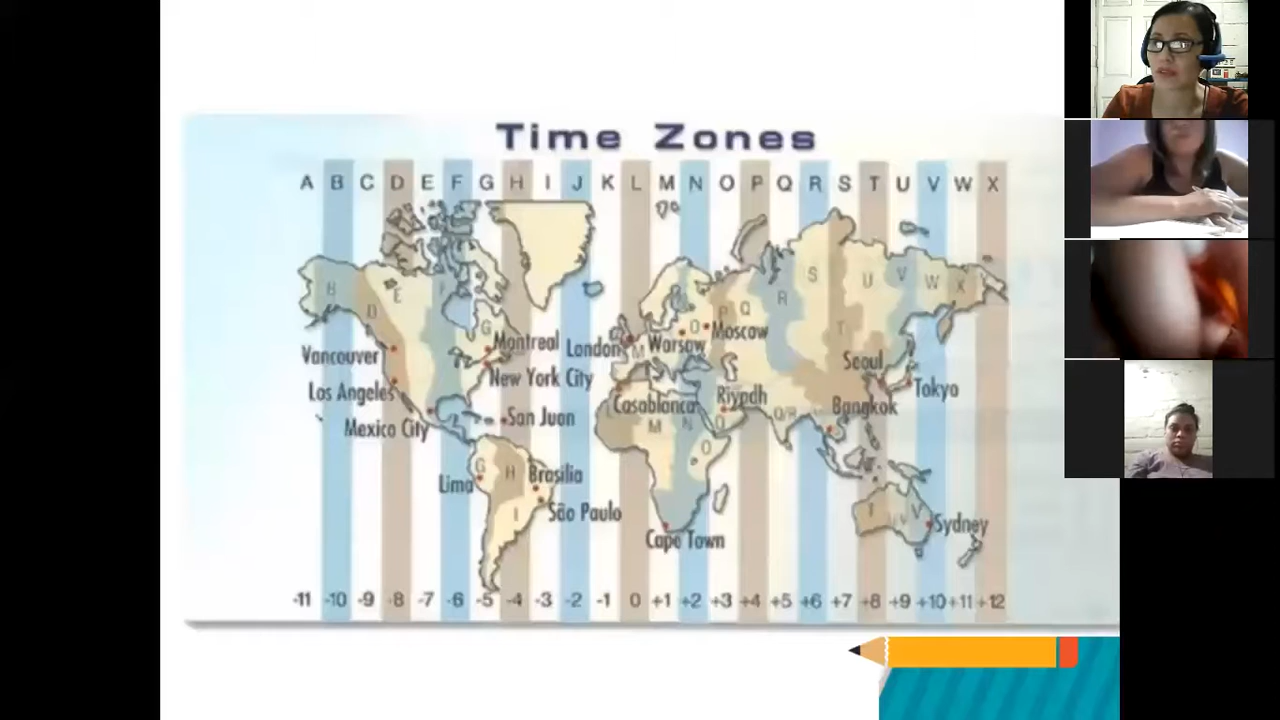 Time Zones
A B C D E F G H I J K L M N O P Q R S T U V W X
B
D
E
F
G
M
N
O
P
Q
R
S
T
U
V
W
X
Montreal
London
Warsaw
Moscow
Vancouver
Seoul
New York City
Tokyo
Los Angeles
Casablanca
Riyadh
Bangkok
San Juan
Mexico City
M
N
O
Q/R
O
G
H
Brasilia
Lima
São Paulo
I
T
V
Sydney
Cape Town
-11 -10 -9 -8 -7 -6 -5 -4 -3 -2 -1 0 +1 +2 +3 +4 +5 +6 +7 +8 +9 +10 +11 +12